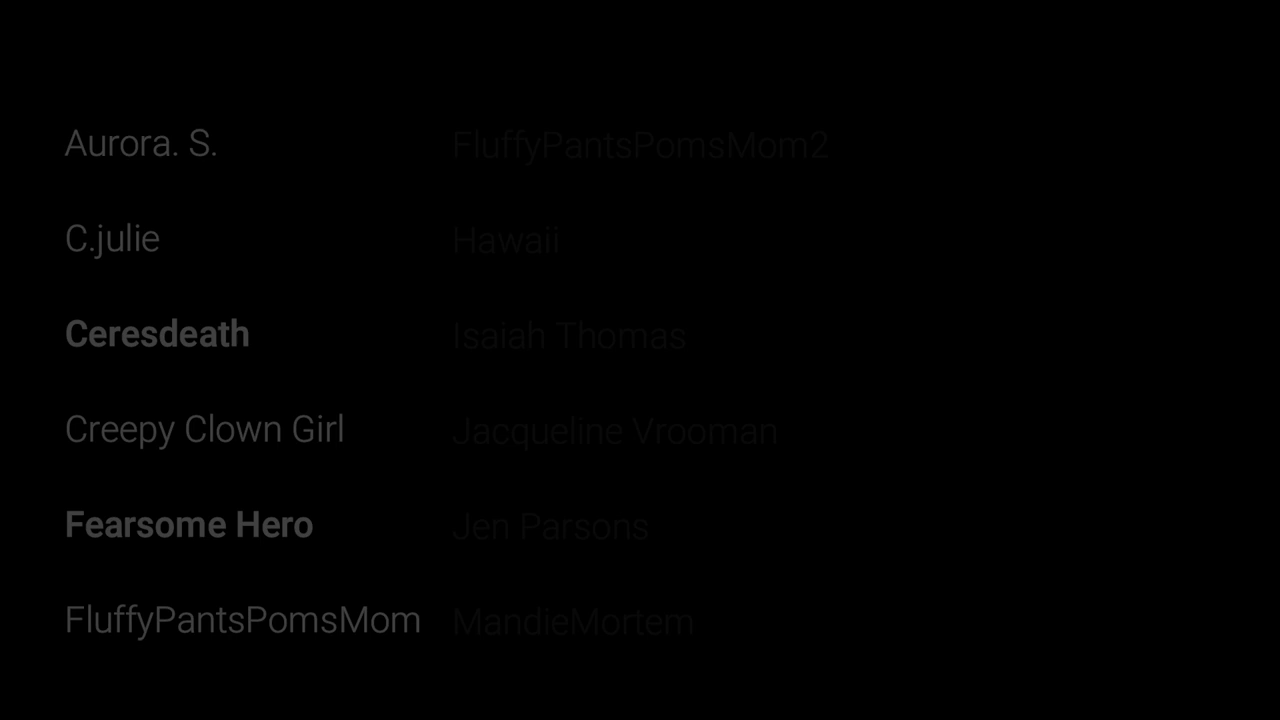 Aurora. S.
C.julie
Ceresdeath
Creepy Clown Girl
Fearsome Hero
FluffyPantsPomsMom
FluffyPantsPomsMom2
Hawaii
Isaiah Thomas
Jacqueline Vrooman
Jen Parsons
MandieMortem